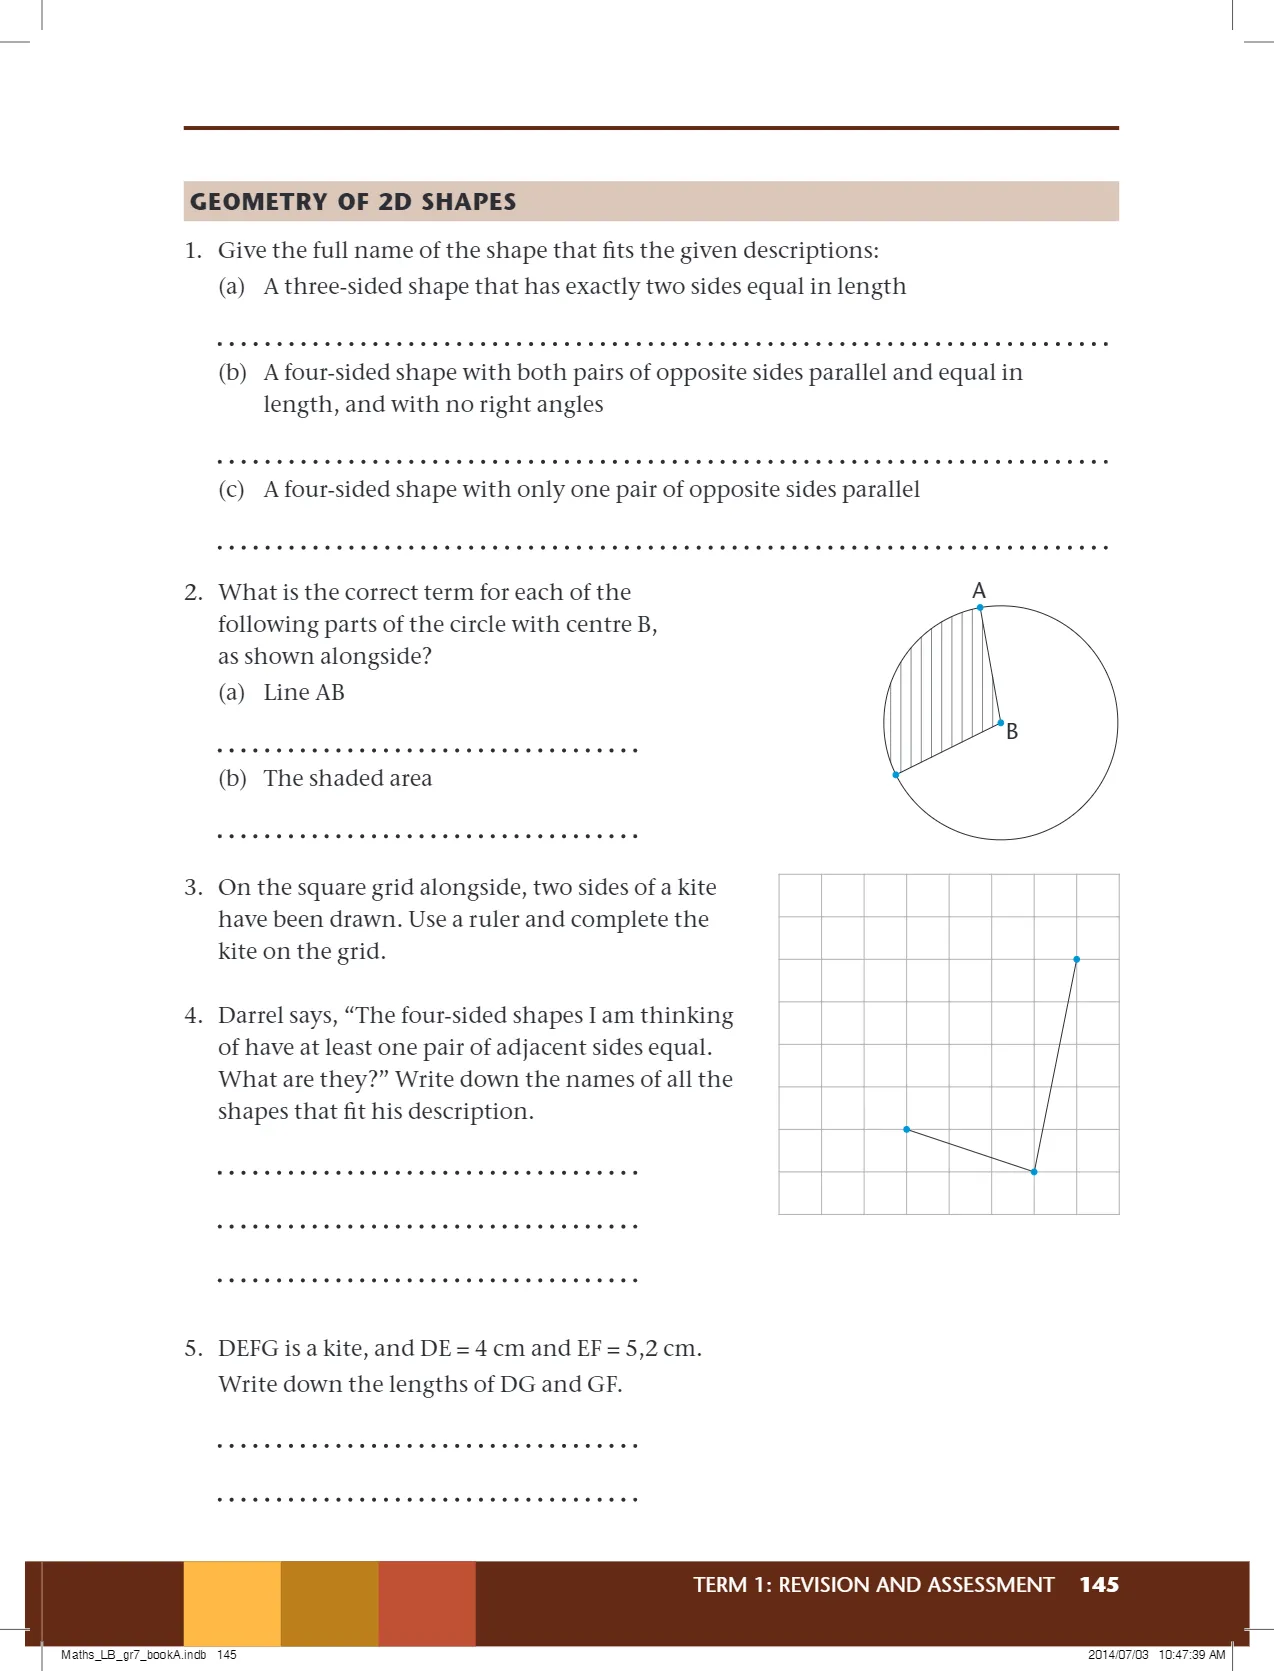 GEOMETRY OF 2D SHAPES
1. Give the full name of the shape that fits the given descriptions:
(a) A three-sided shape that has exactly two sides equal in length
(b) A four-sided shape with both pairs of opposite sides parallel and equal in
length, and with no right angles
(c) A four-sided shape with only one pair of opposite sides parallel
2. What is the correct term for each of the
following parts of the circle with centre B,
as shown alongside?
(a) Line AB
(b) The shaded area
A
B
3. On the square grid alongside, two sides of a kite
have been drawn. Use a ruler and complete the
kite on the grid.
4. Darrel says, “The four-sided shapes I am thinking
of have at least one pair of adjacent sides equal.
What are they?” Write down the names of all the
shapes that fit his description.
5. DEFG is a kite, and DE = 4 cm and EF = 5,2 cm.
Write down the lengths of DG and GF.
TERM 1: REVISION AND ASSESSMENT 145
Maths_LB_gr7_bookA.indb 145
2014/07/03 10:47:39 AM